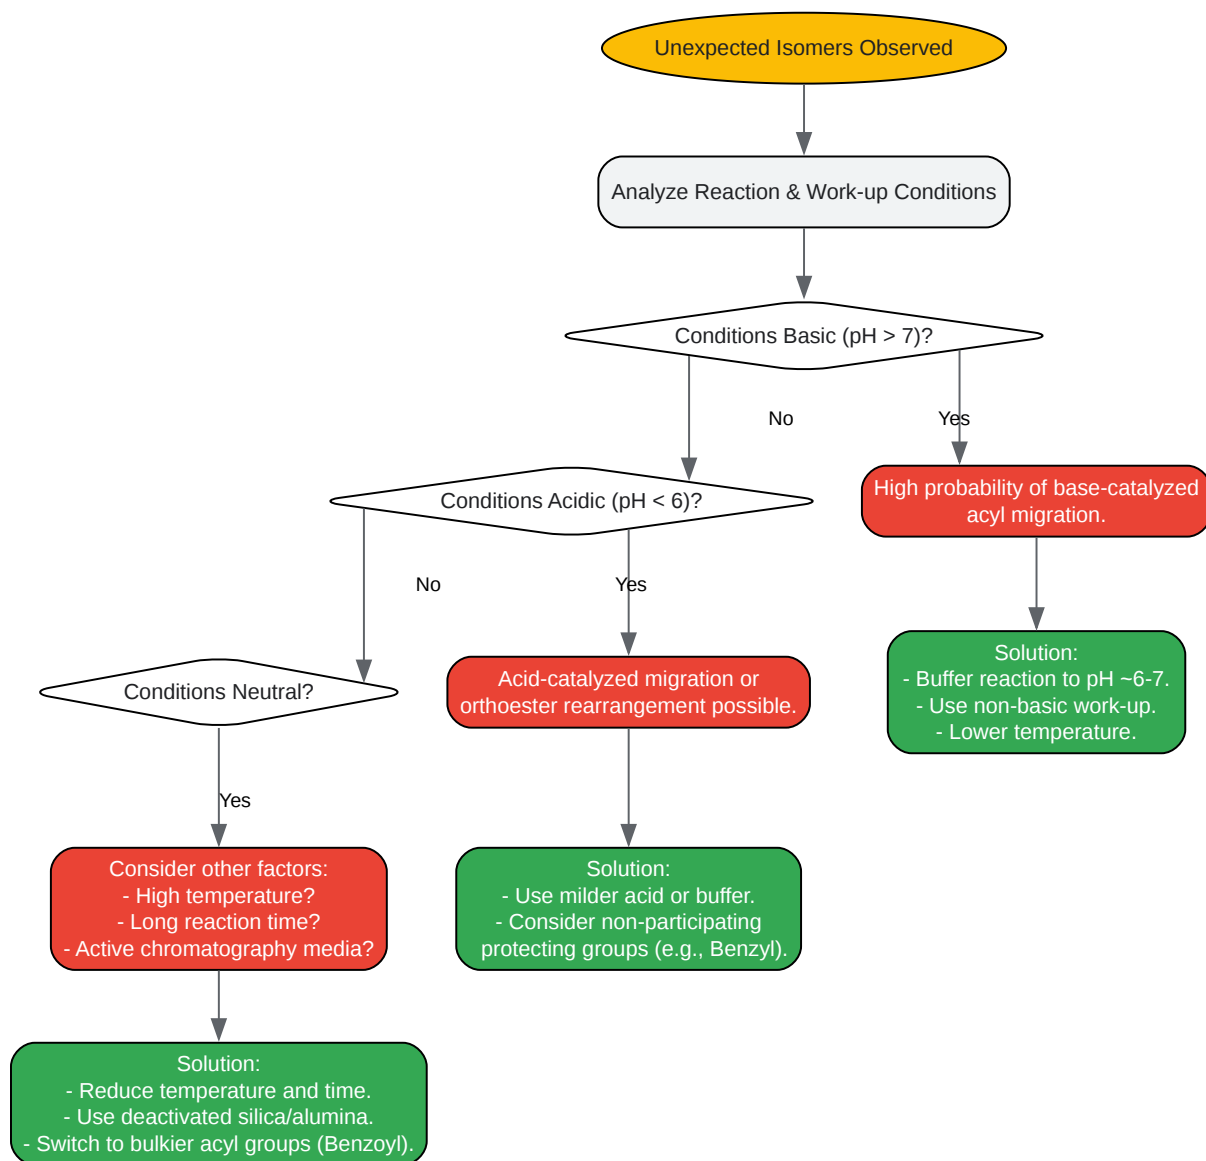 Unexpected Isomers Observed
Analyze Reaction & Work-up Conditions
Conditions Basic (pH > 7)?
No
Yes
Conditions Acidic (pH < 6)?
High probability of base-catalyzed
acyl migration.
No
Yes
Conditions Neutral?
Acid-catalyzed migration or
orthoester rearrangement possible.
Solution:
- Buffer reaction to pH ~6-7.
- Use non-basic work-up.
- Lower temperature.
Yes
Consider other factors:
- High temperature?
- Long reaction time?
- Active chromatography media?
Solution:
- Use milder acid or buffer.
- Consider non-participating
protecting groups (e.g., Benzyl).
Solution:
- Reduce temperature and time.
- Use deactivated silica/alumina.
- Switch to bulkier acyl groups (Benzoyl).